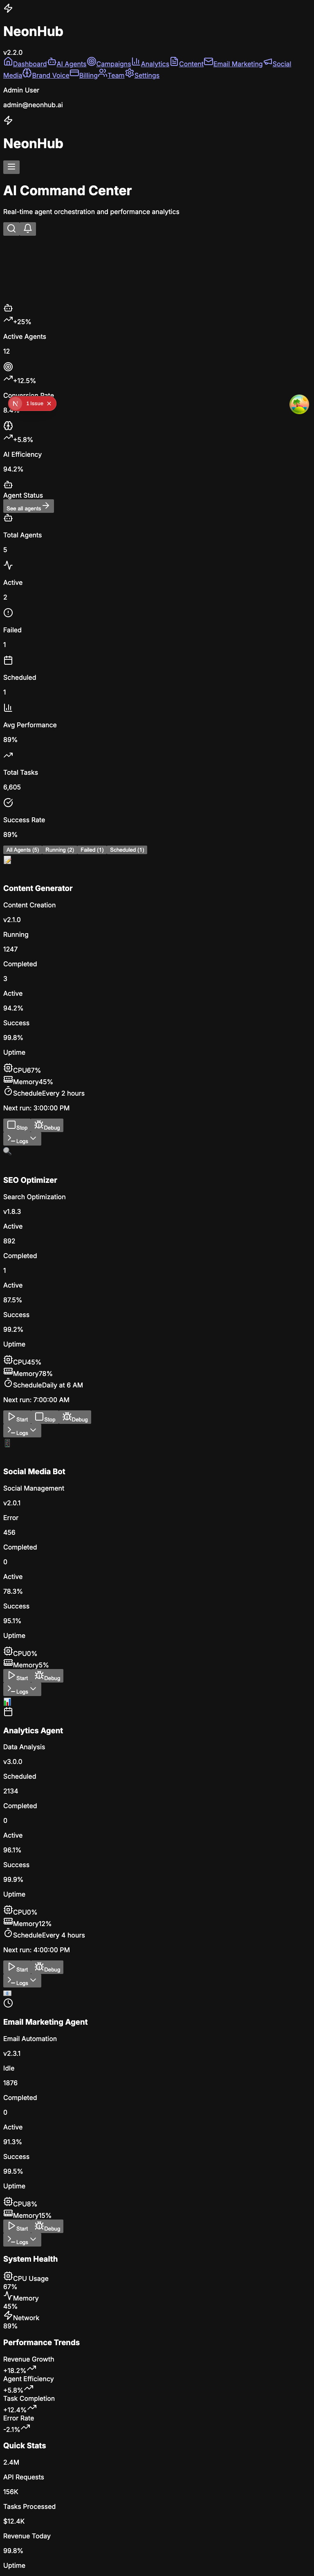 NeonHub
v2.2.0
Dashboard AI Agents Campaigns Analytics Content Email Marketing Social
Media Brand Voice Billing Team Settings
Admin User
admin@neonhub.ai
NeonHub
AI Command Center
Real-time agent orchestration and performance analytics
+25%
Active Agents
12
+12.5%
Conversion Rate
N 1 Issue ×
8.4%
+5.8%
AI Efficiency
94.2%
Agent Status
See all agents
Total Agents
5
Active
2
Failed
1
Scheduled
1
Avg Performance
89%
Total Tasks
6,605
Success Rate
89%
All Agents (5) Running (2) Failed (1) Scheduled (1)
Content Generator
Content Creation
v2.1.0
Running
1247
Completed
3
Active
94.2%
Success
99.8%
Uptime
CPU67%
Memory45%
ScheduleEvery 2 hours
Next run: 3:00:00 PM
Stop Debug
Logs
SEO Optimizer
Search Optimization
v1.8.3
Active
892
Completed
1
Active
87.5%
Success
99.2%
Uptime
CPU45%
Memory78%
ScheduleDaily at 6 AM
Next run: 7:00:00 AM
Start Stop Debug
Logs
Social Media Bot
Social Management
v2.0.1
Error
456
Completed
0
Active
78.3%
Success
95.1%
Uptime
CPU0%
Memory5%
Start Debug
Logs
Analytics Agent
Data Analysis
v3.0.0
Scheduled
2134
Completed
0
Active
96.1%
Success
99.9%
Uptime
CPU0%
Memory12%
ScheduleEvery 4 hours
Next run: 4:00:00 PM
Start Debug
Logs
Email Marketing Agent
Email Automation
v2.3.1
Idle
1876
Completed
0
Active
91.3%
Success
99.5%
Uptime
CPU8%
Memory15%
Start Debug
Logs
System Health
CPU Usage
67%
Memory
45%
Network
89%
Performance Trends
Revenue Growth
+18.2%
Agent Efficiency
+5.8%
Task Completion
+12.4%
Error Rate
-2.1%
Quick Stats
2.4M
API Requests
156K
Tasks Processed
$12.4K
Revenue Today
99.8%
Uptime